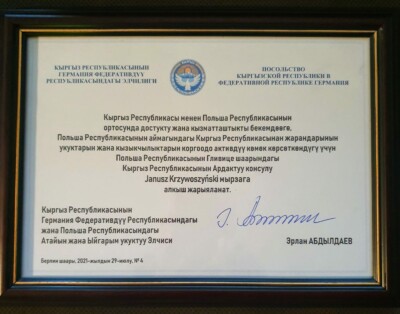 КЫРГЫЗ РЕСПУБЛИКАСЫНЫН
ГЕРМАНИЯ ФЕДЕРАТИВДҮҮ
РЕСПУБЛИКАСЫНДАГЫ ЭЛЧИЛИГИ
ПОСОЛЬСТВО
КЫРГЫЗСКОЙ РЕСПУБЛИКИ В
ФЕДЕРАТИВНОЙ РЕСПУБЛИКЕ ГЕРМАНИЯ
Кыргыз Республикасы менен Польша Республикасынын
ортосунда достукту жана кызматташтыкты бекемдөөгө,
Польша Республикасынын аймагындагы Кыргыз Республикасынын жарандарынын
укуктарын жана кызыкчылыктарын коргоодо активдүү көмөк көрсөткөндүгү үчүн
Польша Республикасынын Гливице шаарындагы
Кыргыз Республикасынын Ардактуу консулу
Janusz Krzywoszyński мырзага
алкыш жарыяланат.
Кыргыз Республикасынын
Германия Федеративдүү Республикасындагы
жана Польша Республикасындагы
Атайын жана Ыйгарым укуктуу Элчиси
Эрлан АБДЫЛДАЕВ
Берлин шаары, 2021-жылдын 29-июлу, № 4